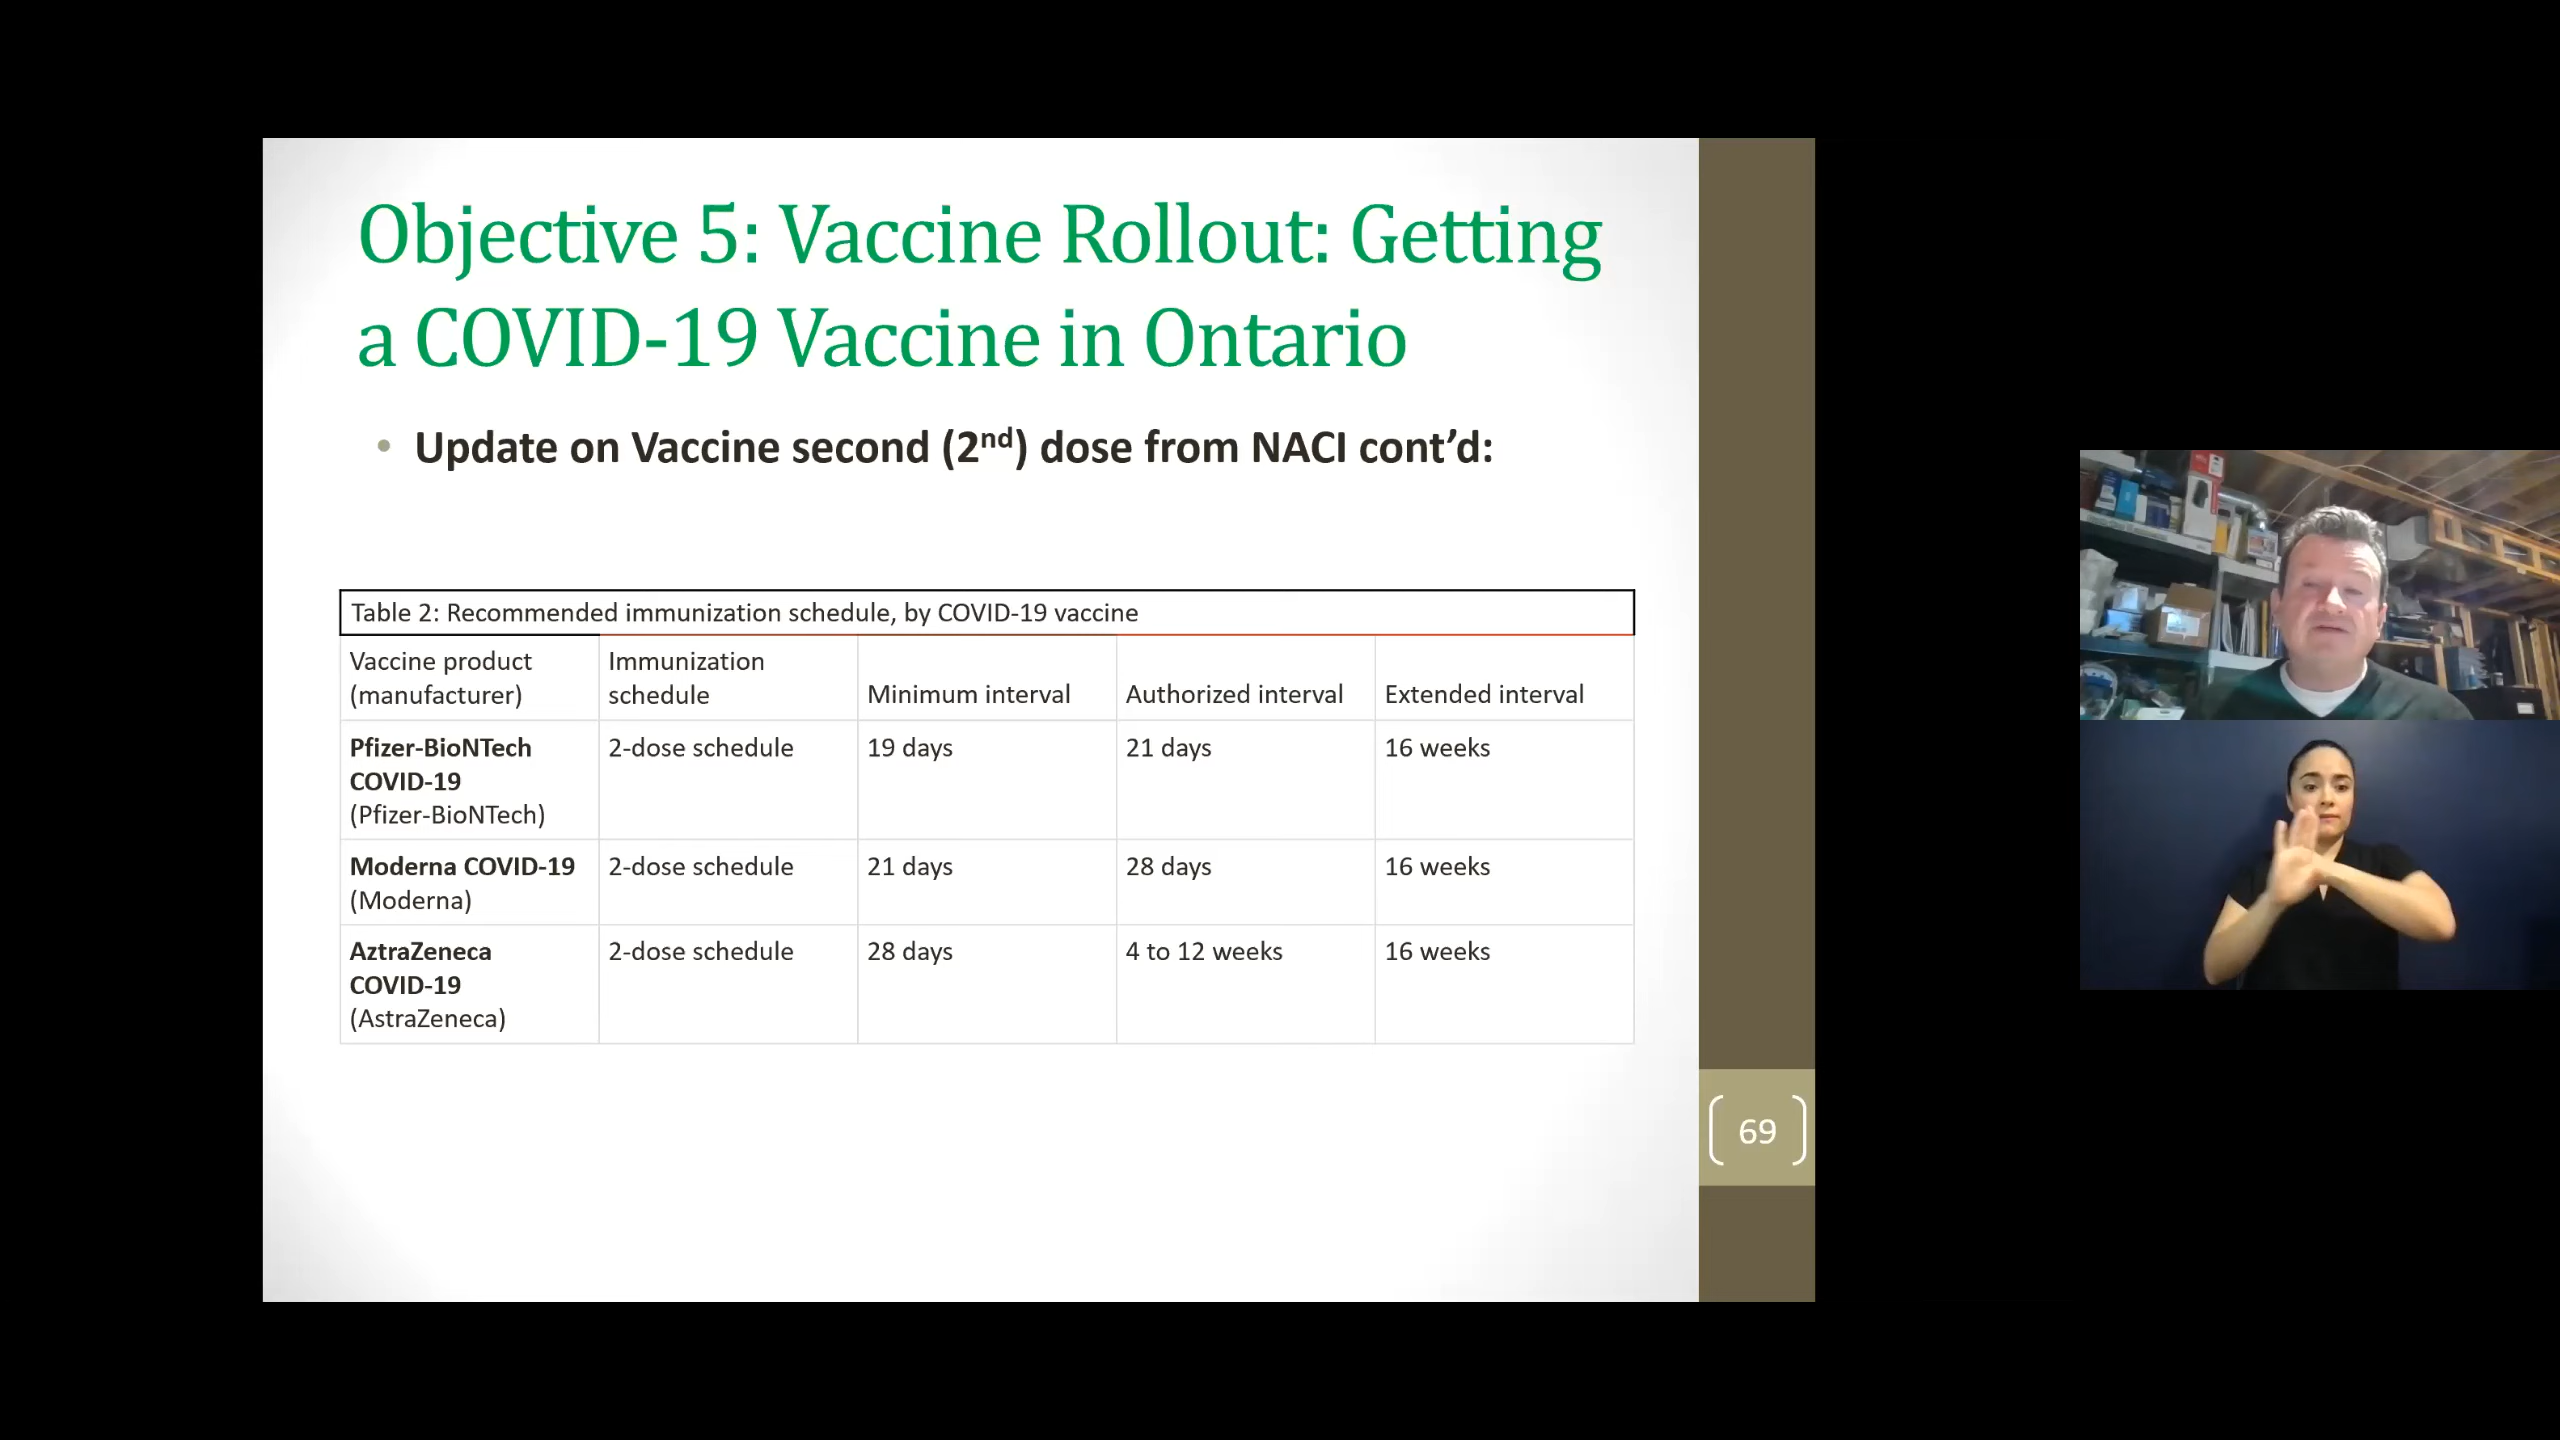 Objective 5: Vaccine Rollout: Getting
a COVID-19 Vaccine in Ontario
• Update on Vaccine second (2nd) dose from NACI cont’d:
Table 2: Recommended immunization schedule, by COVID-19 vaccine
Vaccine product
(manufacturer)
Immunization
schedule
Minimum interval
Authorized interval
Extended interval
Pfizer-BioNTech
COVID-19
(Pfizer-BioNTech)
2-dose schedule
19 days
21 days
16 weeks
Moderna COVID-19
(Moderna)
2-dose schedule
21 days
28 days
16 weeks
AztraZeneca
COVID-19
(AstraZeneca)
2-dose schedule
28 days
4 to 12 weeks
16 weeks
69